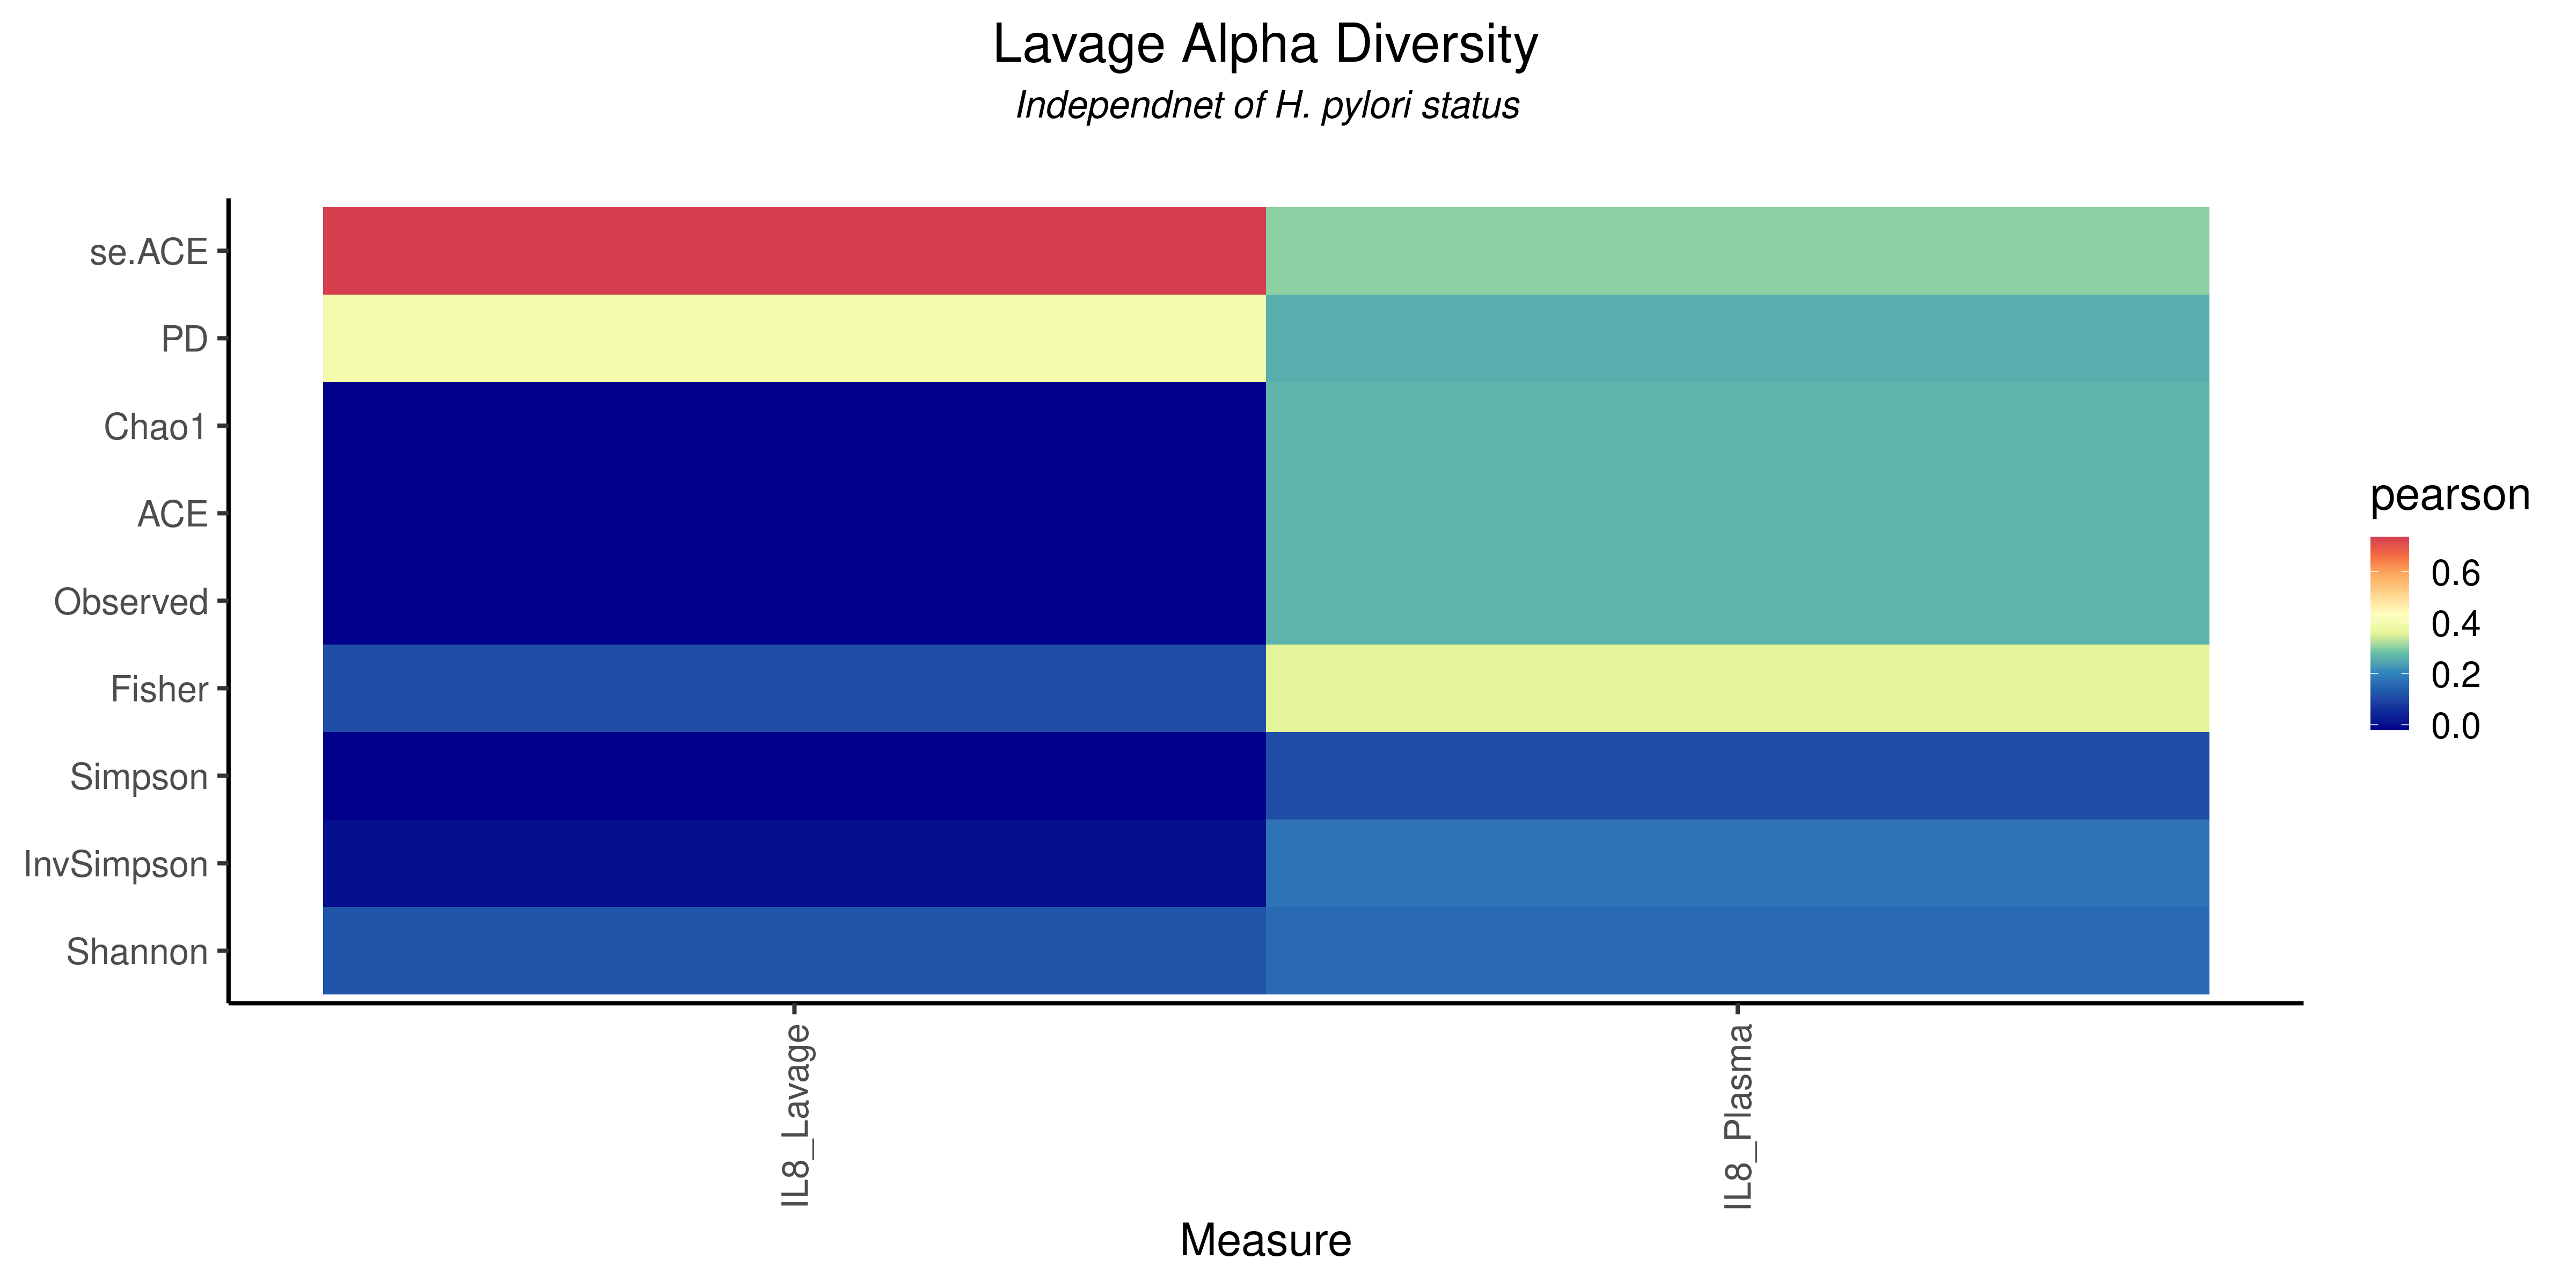 Lavage Alpha Diversity
Independnet of H. pylori status
se.ACE
PD
Chao1
ACE
Observed
Fisher
Simpson
InvSimpson
Shannon
IL8_Lavage
IL8_Plasma
Measure
pearson
0.6
0.4
0.2
0.0